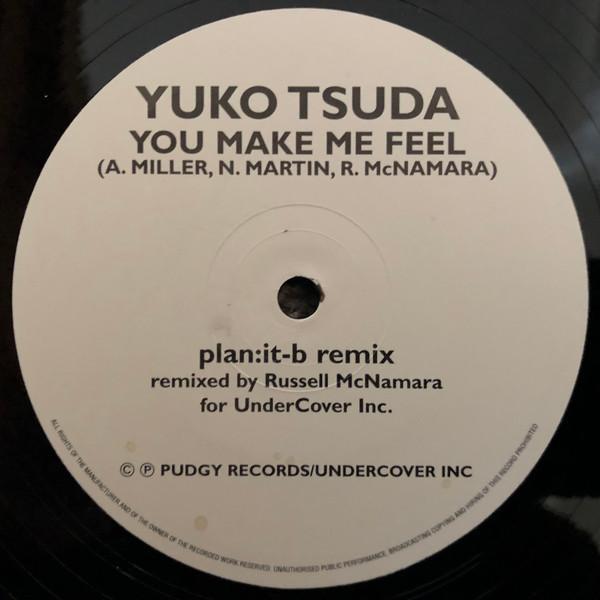 YUKO TSUDA
YOU MAKE ME FEEL
(A. MILLER, N. MARTIN, R. McNAMARA)
plan:it-b remix
remixed by Russell McNamara
for UnderCover Inc.
© ℗ PUDGY RECORDS/UNDERCOVER INC
ALL RIGHTS OF THE MANUFACTURER AND OF THE OWNER OF THE RECORDED WORK RESERVED. UNAUTHORISED PUBLIC PERFORMANCE, BROADCASTING COPYING AND HIRING OF THIS RECORD PROHIBITED